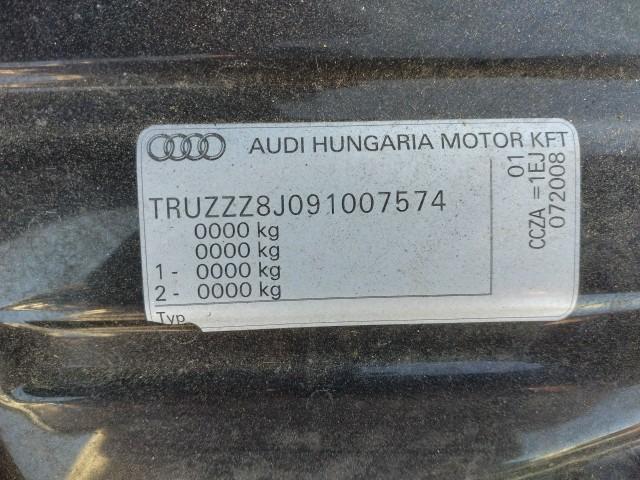 AUDI HUNGARIA MOTOR KFT
TRUZZZ8J091007574
0000 kg
0000 kg
1 - 0000 kg
2 - 0000 kg
Typ
01
CCZA =1EJ
072008